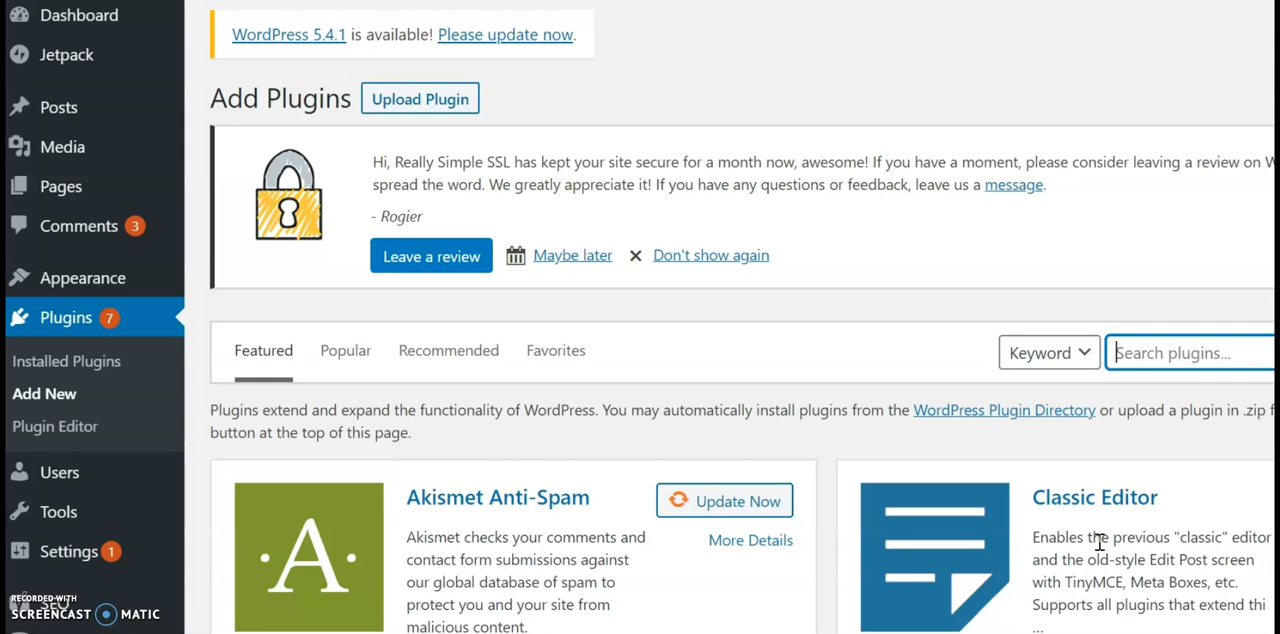 Dashboard
Jetpack
Posts
Media
Pages
Comments 3
Appearance
Plugins 7
Installed Plugins
Add New
Plugin Editor
Users
Tools
Settings 1
SEO
RECORDED WITH
SCREENCAST MATIC
WordPress 5.4.1 is available! Please update now.
Add Plugins Upload Plugin
Hi, Really Simple SSL has kept your site secure for a month now, awesome! If you have a moment, please consider leaving a review on W
spread the word. We greatly appreciate it! If you have any questions or feedback, leave us a message.
- Rogier
Leave a review Maybe later Don't show again
Featured Popular Recommended Favorites Keyword Search plugins...
Plugins extend and expand the functionality of WordPress. You may automatically install plugins from the WordPress Plugin Directory or upload a plugin in .zip f
button at the top of this page.
A
Akismet Anti-Spam
Update Now
More Details
Akismet checks your comments and
contact form submissions against
our global database of spam to
protect you and your site from
malicious content.
Classic Editor
Enables the previous "classic" editor
and the old-style Edit Post screen
with TinyMCE, Meta Boxes, etc.
Supports all plugins that extend thi
...